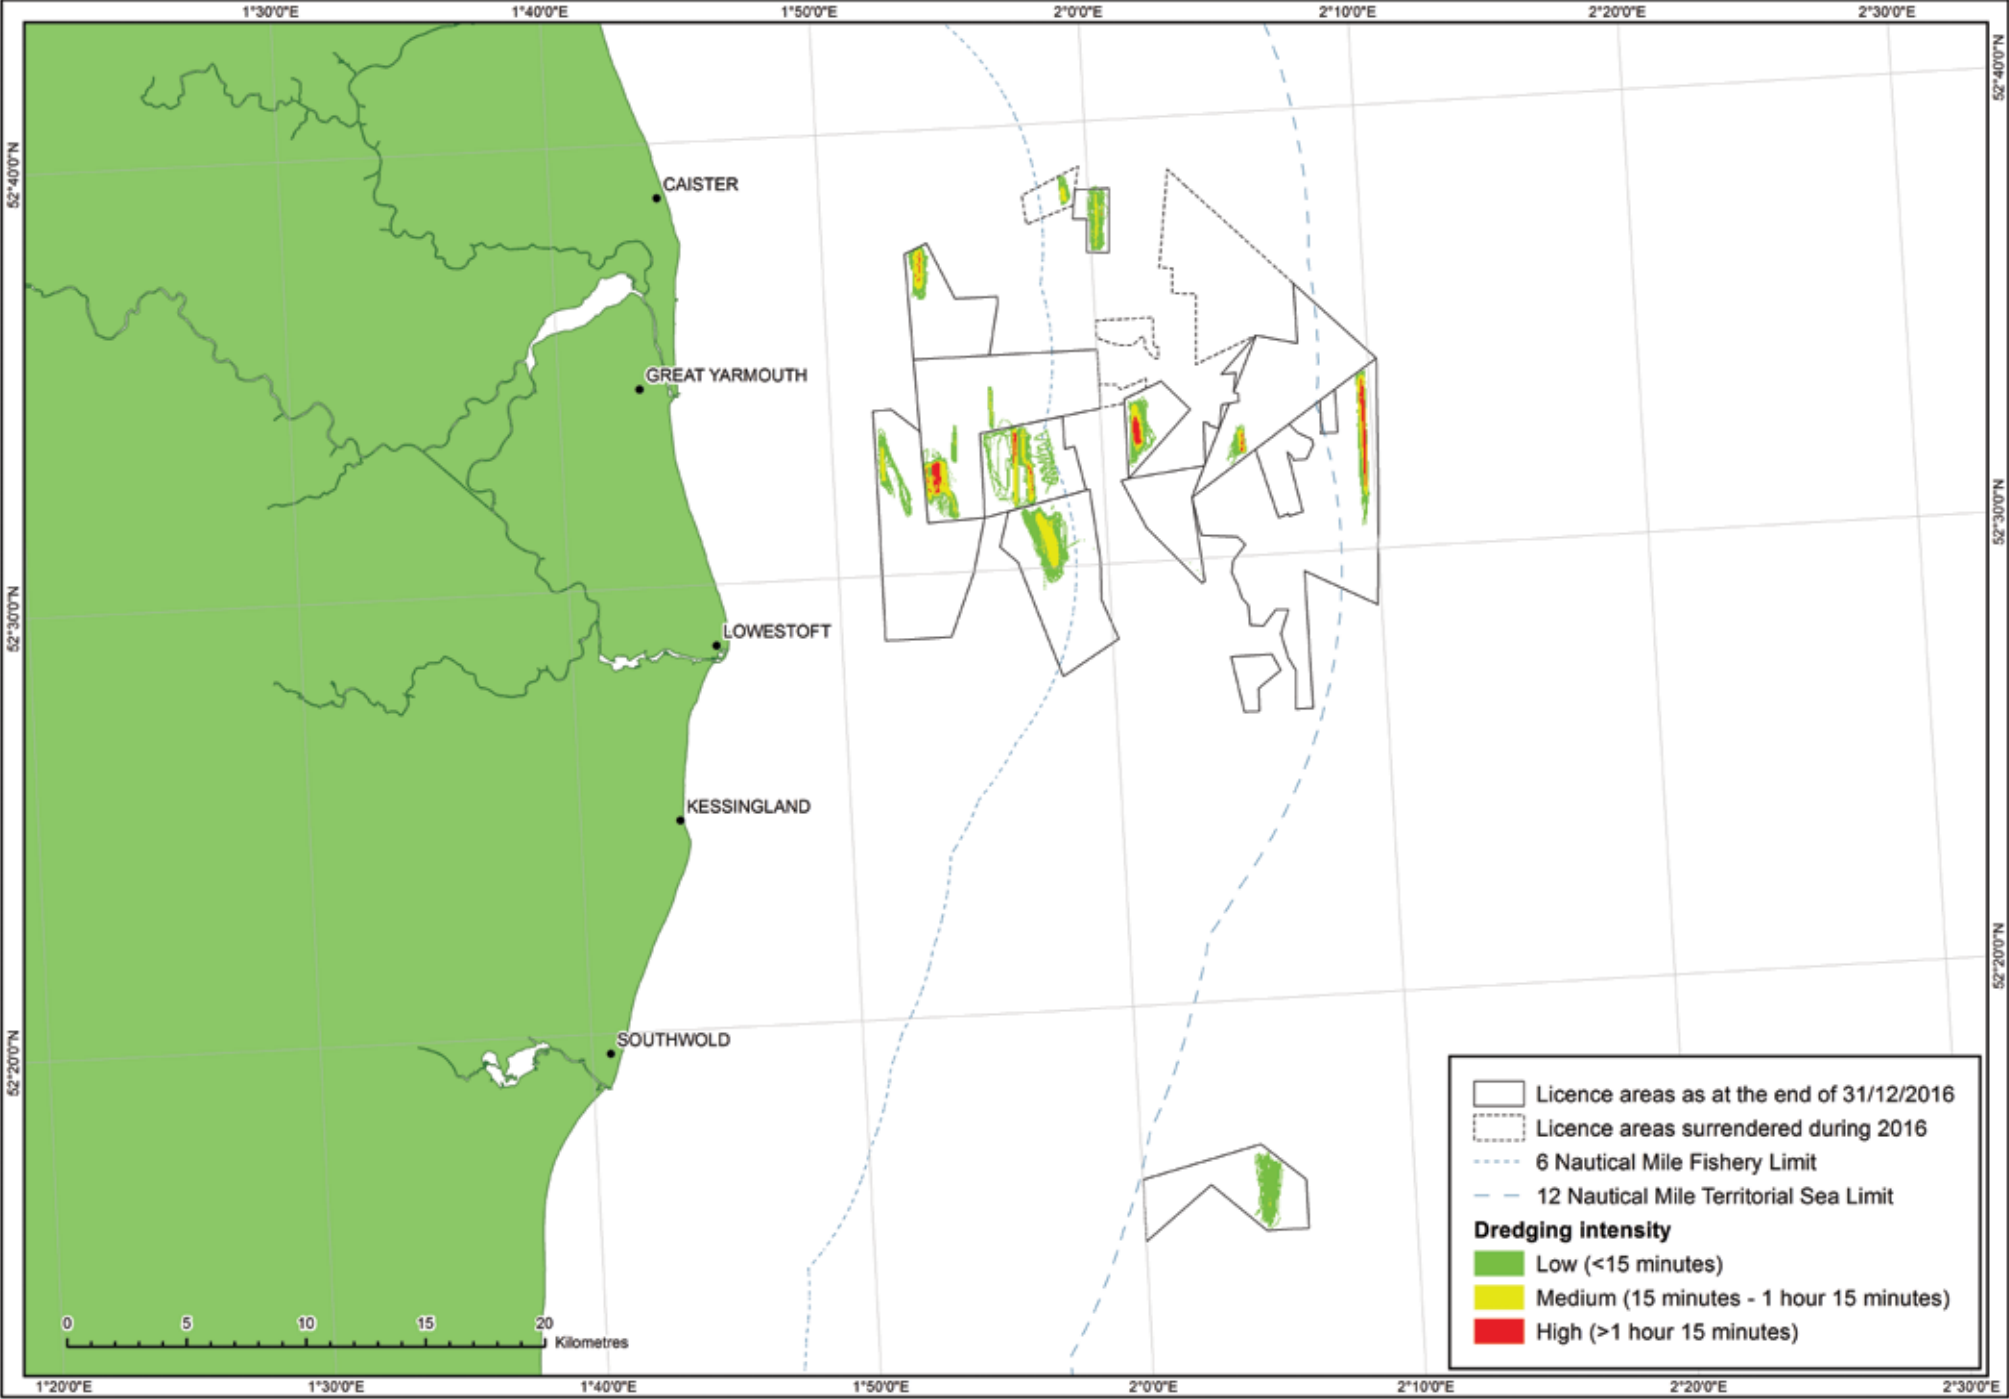 1°30'0"E 1°40'0"E 1°50'0"E 2°0'0"E 2°10'0"E 2°20'0"E 2°30'0"E
52°40'0"N
52°40'0"N
CAISTER
GREAT YARMOUTH
52°30'0"N
52°30'0"N
LOWESTOFT
KESSINGLAND
52°20'0"N
52°20'0"N
SOUTHWOLD
Licence areas as at the end of 31/12/2016
Licence areas surrendered during 2016
6 Nautical Mile Fishery Limit
12 Nautical Mile Territorial Sea Limit
Dredging intensity
Low (<15 minutes)
Medium (15 minutes - 1 hour 15 minutes)
High (>1 hour 15 minutes)
0 5 10 15 20
Kilometres
1°20'0"E 1°30'0"E 1°40'0"E 1°50'0"E 2°0'0"E 2°10'0"E 2°20'0"E 2°30'0"E